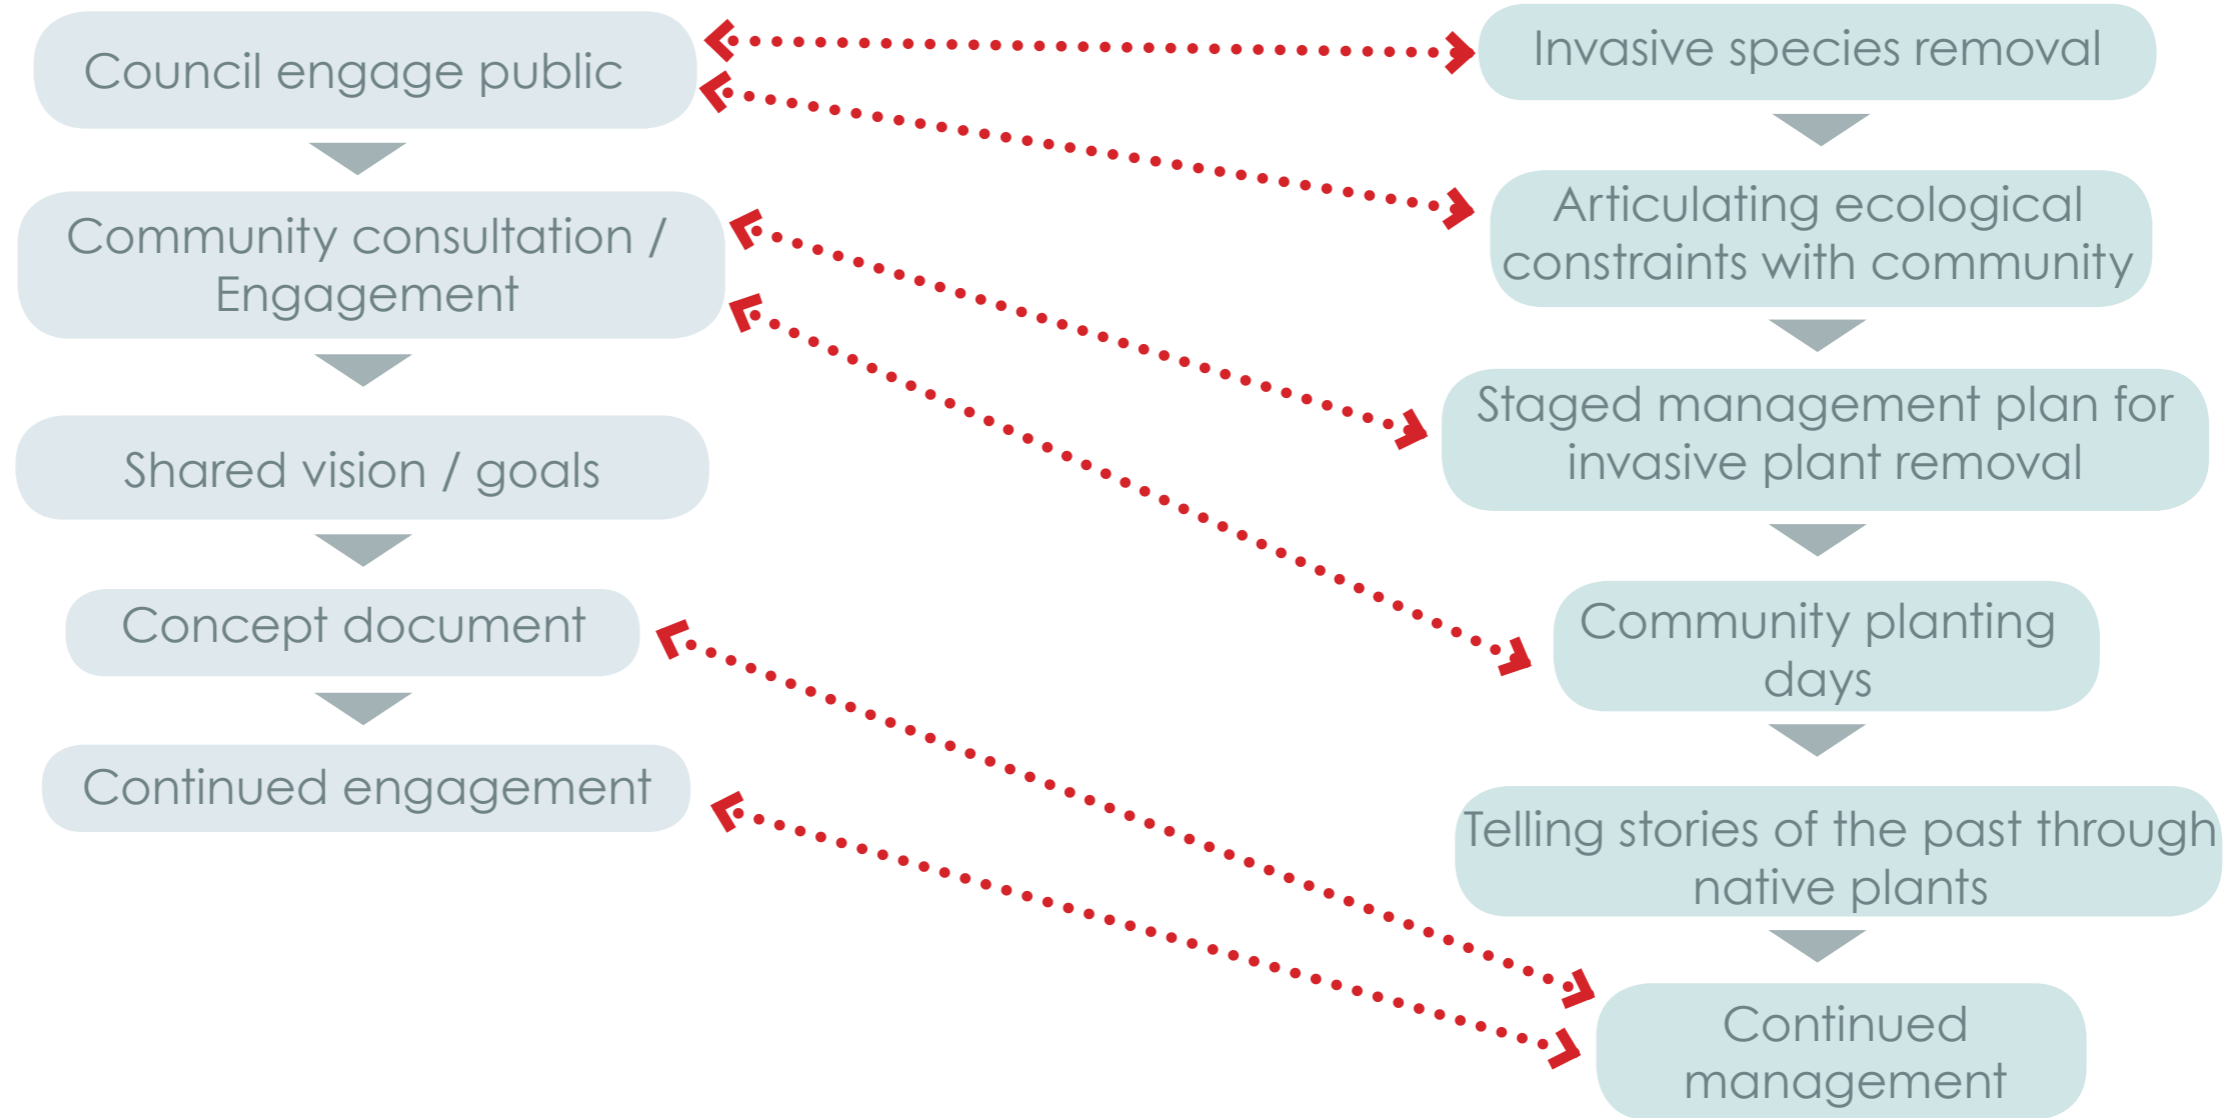 Council engage public
Community consultation /
Engagement
Shared vision / goals
Concept document
Continued engagement
Invasive species removal
Articulating ecological
constraints with community
Staged management plan for
invasive plant removal
Community planting
days
Telling stories of the past through
native plants
Continued
management